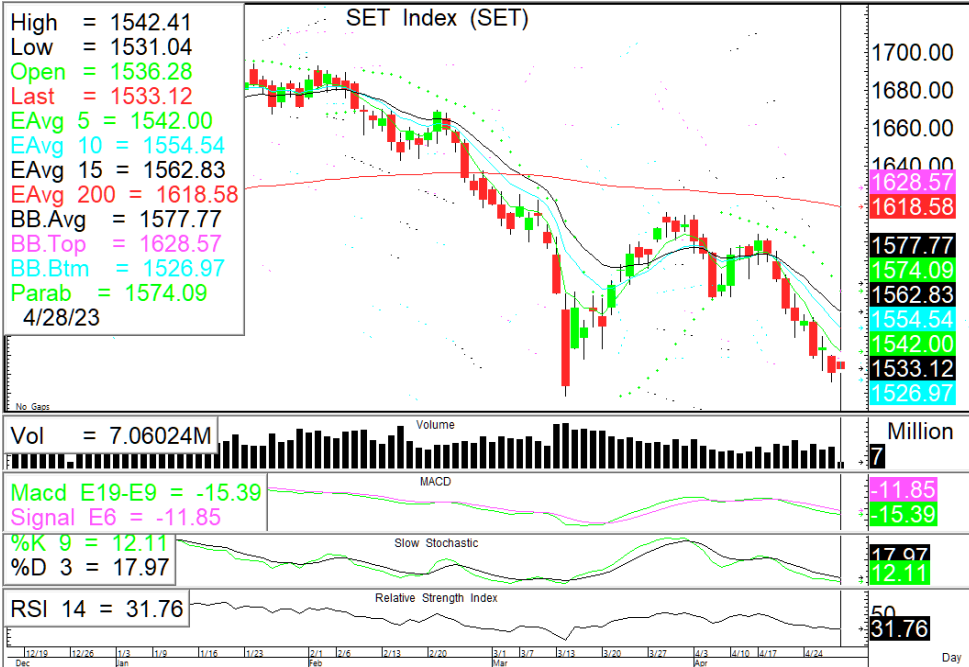 SET Index (SET)
High = 1542.41
Low = 1531.04
Open = 1536.28
Last = 1533.12
EAvg 5 = 1542.00
EAvg 10 = 1554.54
EAvg 15 = 1562.83
EAvg 200 = 1618.58
BB.Avg = 1577.77
BB.Top = 1628.57
BB.Btm = 1526.97
Parab = 1574.09
4/28/23
1700.00
1680.00
1660.00
1640.00
1628.57
1618.58
1577.77
1574.09
1562.83
1554.54
1542.00
1533.12
1526.97
No Gaps
Volume
Vol = 7.06024M
Million
7
MACD
Macd E19-E9 = -15.39
Signal E6 = -11.85
-11.85
-15.39
Slow Stochastic
%K 9 = 12.11
%D 3 = 17.97
17.97
12.11
Relative Strength Index
RSI 14 = 31.76
50
31.76
12/19 12/26 1/3 1/9 1/16 1/23 2/1 2/6 2/13 2/20 3/1 3/7 3/13 3/20 3/27 4/3 4/10 4/17 4/24
Dec Jan Feb Mar Apr Day